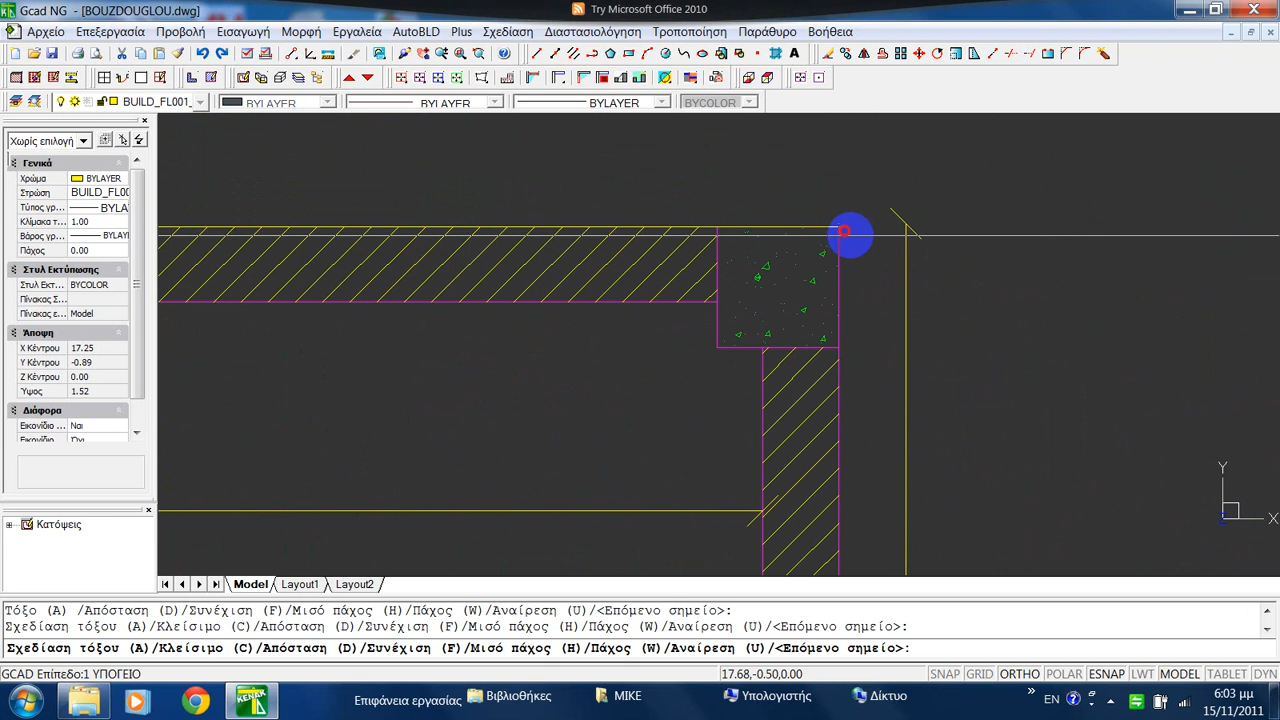 Gcad NG - [BOUZDOUGLOU.dwg]
Try Microsoft Office 2010
Αρχείο Επεξεργασία Προβολή Εισαγωγή Μορφή Εργαλεία AutoBLD Plus Σχεδίαση Διαστασιολόγηση Τροποποίηση Παράθυρο Βοήθεια
BUILD_FL001_ BYLAYER BYLAYER BYLAYER BYCOLOR
Χωρίς επιλογή
Γενικά
Χρώμα BYLAYER
Στρώση BUILD_FL00
Τύπος γρ... BYLA
Κλίμακα τ... 1.00
Βάρος γρ... BYLAY
Πάχος 0.00
Στυλ Εκτύπωσης
Στυλ Εκτ... BYCOLOR
Πίνακας Σ...
Πίνακας ε... Model
Άποψη
X Κέντρου 17.25
Y Κέντρου -0.89
Z Κέντρου 0.00
Ύψος 1.52
Διάφορα
Εικονίδιο ... Ναι
Εικονίδιο ... Όχι
Κατόψεις
Y
X
Z
Model Layout1 Layout2
Τόξο (A) /Απόσταση (D)/Συνέχιση (F)/Μισό πάχος (H)/Πάχος (W)/Αναίρεση (U)/<Επόμενο σημείο>:
Σχεδίαση τόξου (A)/Κλείσιμο (C)/Απόσταση (D)/Συνέχιση (F)/Μισό πάχος (H)/Πάχος (W)/Αναίρεση (U)/<Επόμενο σημείο>:
Σχεδίαση τόξου (A)/Κλείσιμο (C)/Απόσταση (D)/Συνέχιση (F)/Μισό πάχος (H)/Πάχος (W)/Αναίρεση (U)/<Επόμενο σημείο>:
GCAD Επίπεδο:1 ΥΠΟΓΕΙΟ 17.68,-0.50,0.00 SNAP GRID ORTHO POLAR ESNAP LWT MODEL TABLET DYN
KENAK Επιφάνεια εργασίας » Βιβλιοθήκες MIKE Υπολογιστής Δίκτυο » EN 6:03 μμ
15/11/2011